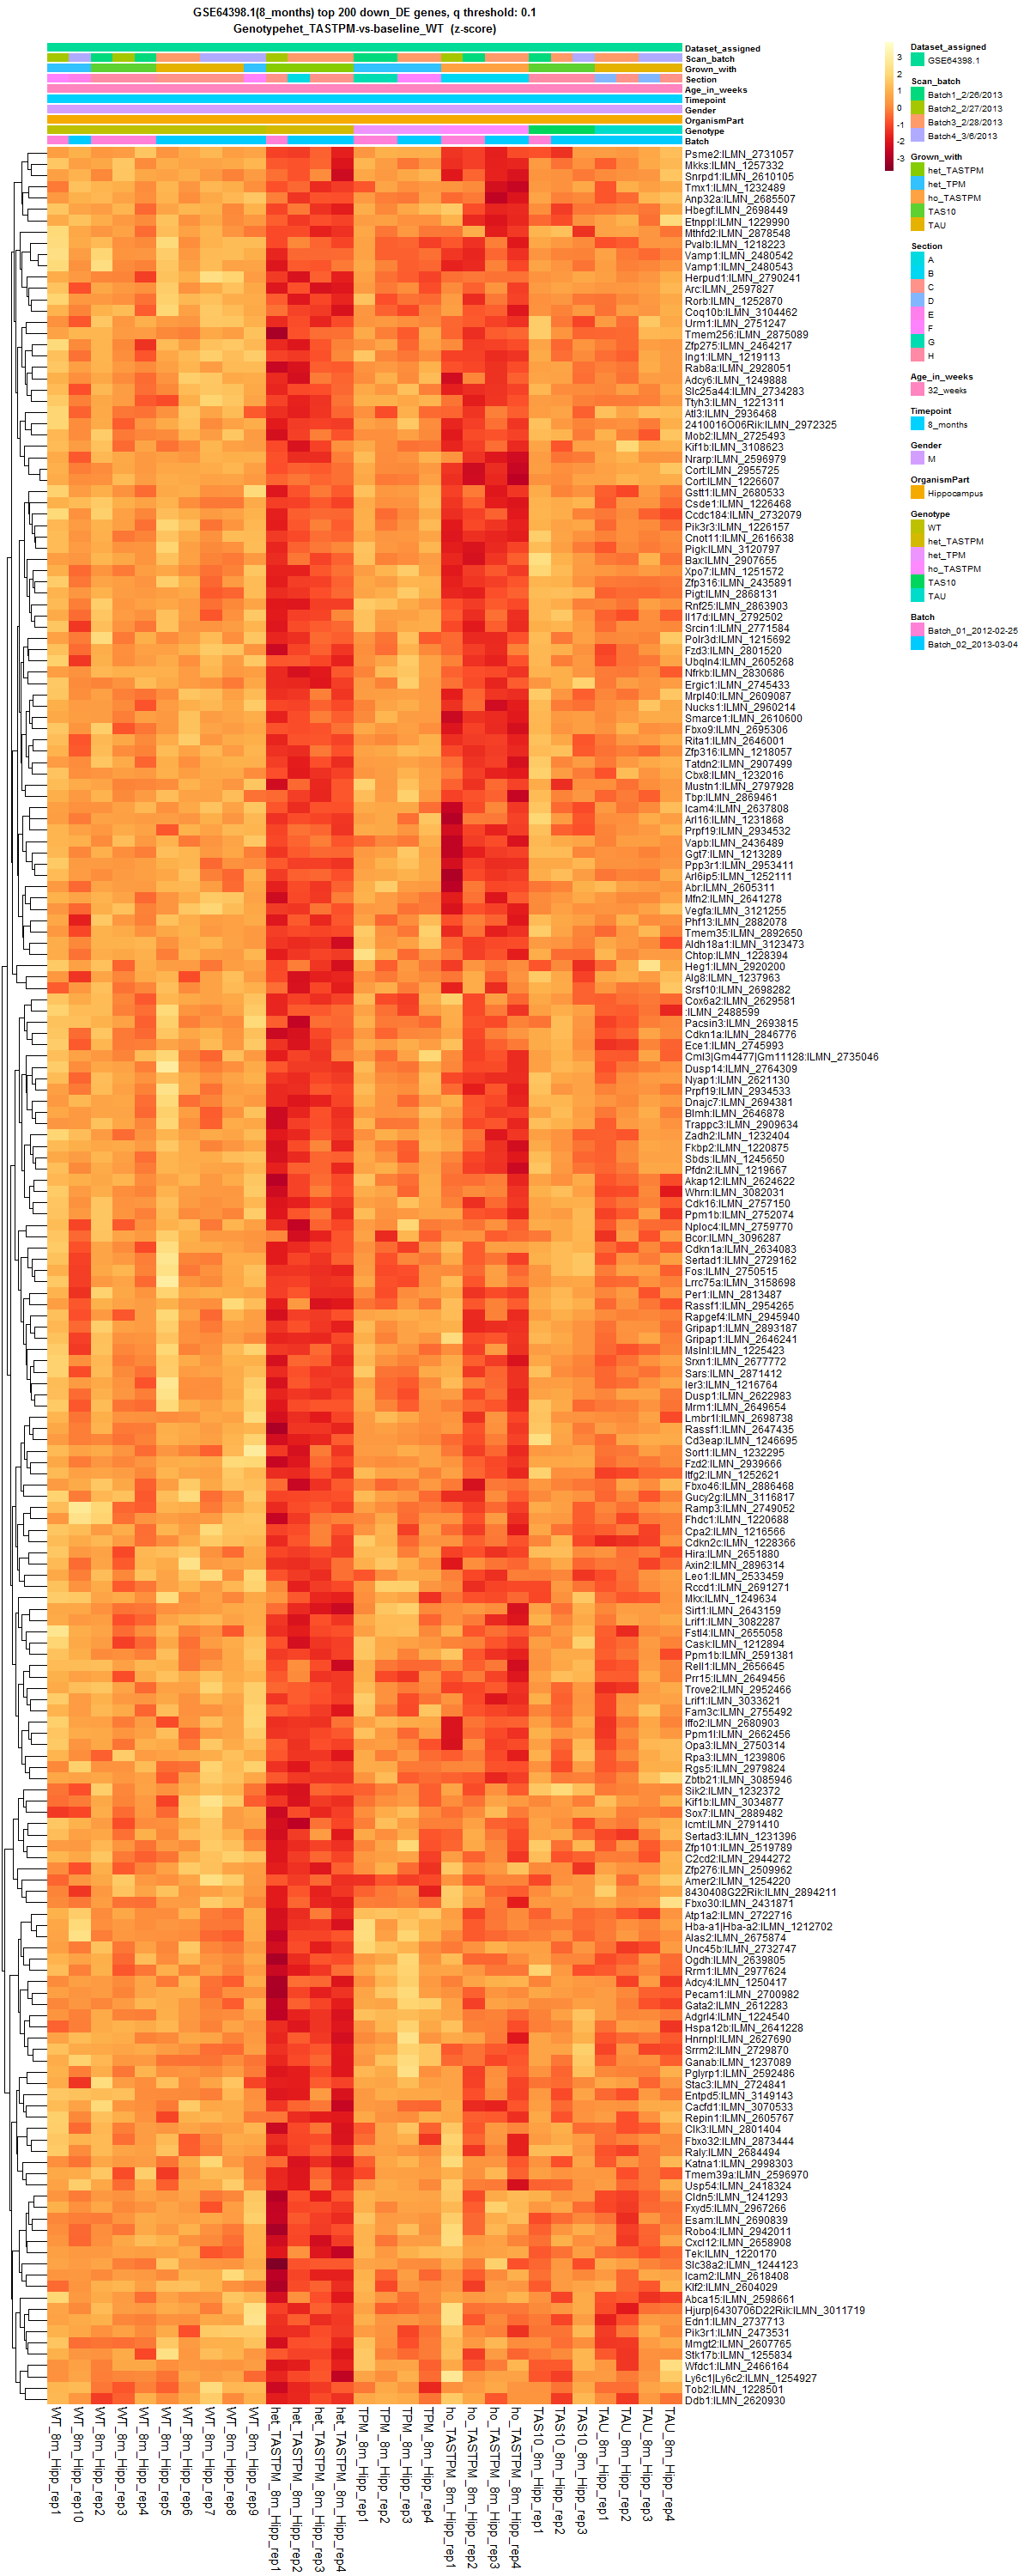 GSE64398.1(8_months) top 200 down_DE genes, q threshold: 0.1
Genotypehet_TASTPM-vs-baseline_WT (z-score)
Dataset_assigned
Scan_batch
Grown_with
Section
Age_in_weeks
Timepoint
Gender
OrganismPart
Genotype
Batch
3
2
1
0
-1
-2
-3
Dataset_assigned
GSE64398.1
Scan_batch
Batch1_2/26/2013
Batch2_2/27/2013
Batch3_2/28/2013
Batch4_3/6/2013
Grown_with
het_TASTPM
het_TPM
ho_TASTPM
TAS10
TAU
Section
A
B
C
D
E
F
G
H
Age_in_weeks
32_weeks
Timepoint
8_months
Gender
M
OrganismPart
Hippocampus
Genotype
WT
het_TASTPM
het_TPM
ho_TASTPM
TAS10
TAU
Batch
Batch_01_2012-02-25
Batch_02_2013-03-04
Psme2:ILMN_2731057
Mkks:ILMN_1257332
Snrpd1:ILMN_2610105
Tmx1:ILMN_1232489
Anp32a:ILMN_2685507
Hbegf:ILMN_2698449
Etnppl:ILMN_1229990
Mthfd2:ILMN_2878548
Pvalb:ILMN_1218223
Vamp1:ILMN_2480542
Vamp1:ILMN_2480543
Herpud1:ILMN_2790241
Arc:ILMN_2597827
Rorb:ILMN_1252870
Coq10b:ILMN_3104462
Urm1:ILMN_2751247
Tmem256:ILMN_2875089
Zfp275:ILMN_2464217
Ing1:ILMN_1219113
Rab8a:ILMN_2928051
Adcy6:ILMN_1249888
Slc25a44:ILMN_2734283
Ttyh3:ILMN_1221311
Atl3:ILMN_2936468
2410016O06Rik:ILMN_2972325
Mob2:ILMN_2725493
Kif1b:ILMN_3108623
Nrarp:ILMN_2596979
Cort:ILMN_2955725
Cort:ILMN_1226607
Gstt1:ILMN_2680533
Csde1:ILMN_1226468
Ccdc184:ILMN_2732079
Pik3r3:ILMN_1226157
Cnot11:ILMN_2616638
Pigk:ILMN_3120797
Bax:ILMN_2907655
Xpo7:ILMN_1251572
Zfp316:ILMN_2435891
Pigt:ILMN_2868131
Rnf25:ILMN_2863903
Il17d:ILMN_2792502
Srcin1:ILMN_2771584
Polr3d:ILMN_1215692
Fzd3:ILMN_2801520
Ubqln4:ILMN_2605268
Nfrkb:ILMN_2830686
Ergic1:ILMN_2745433
Mrpl40:ILMN_2609087
Nucks1:ILMN_2960214
Smarce1:ILMN_2610600
Fbxo9:ILMN_2695306
Rita1:ILMN_2646001
Zfp316:ILMN_1218057
Tatdn2:ILMN_2907499
Cbx8:ILMN_1232016
Mustn1:ILMN_2797928
Tbp:ILMN_2869461
Icam4:ILMN_2637808
Arl16:ILMN_1231868
Prpf19:ILMN_2934532
Vapb:ILMN_2436489
Ggt7:ILMN_1213289
Ppp3r1:ILMN_2953411
Arl6ip5:ILMN_1252111
Abr:ILMN_2605311
Mfn2:ILMN_2641278
Vegfa:ILMN_3121255
Phf13:ILMN_2882078
Tmem35:ILMN_2892650
Aldh18a1:ILMN_3123473
Chtop:ILMN_1228394
Heg1:ILMN_2920200
Alg8:ILMN_1237963
Srsf10:ILMN_2698282
Cox6a2:ILMN_2629581
:ILMN_2488599
Pacsin3:ILMN_2693815
Cdkn1a:ILMN_2846776
Ece1:ILMN_2745993
Cml3|Gm4477|Gm11128:ILMN_2735046
Dusp14:ILMN_2764309
Nyap1:ILMN_2621130
Prpf19:ILMN_2934533
Dnajc7:ILMN_2694381
Blmh:ILMN_2646878
Trappc3:ILMN_2909634
Zadh2:ILMN_1232404
Fkbp2:ILMN_1220875
Sbds:ILMN_1245650
Pfdn2:ILMN_1219667
Akap12:ILMN_2624622
Whrn:ILMN_3082031
Cdk16:ILMN_2757150
Ppm1b:ILMN_2752074
Nploc4:ILMN_2759770
Bcor:ILMN_3096287
Cdkn1a:ILMN_2634083
Sertad1:ILMN_2729162
Fos:ILMN_2750515
Lrrc75a:ILMN_3158698
Per1:ILMN_2813487
Rassf1:ILMN_2954265
Rapgef4:ILMN_2945940
Gripap1:ILMN_2893187
Gripap1:ILMN_2646241
Mslnl:ILMN_1225423
Srxn1:ILMN_2677772
Sars:ILMN_2871412
Ier3:ILMN_1216764
Dusp1:ILMN_2622983
Mrm1:ILMN_2649654
Lmbr1l:ILMN_2698738
Rassf1:ILMN_2647435
Cd3eap:ILMN_1246695
Sort1:ILMN_1232295
Fzd2:ILMN_2939666
Itfg2:ILMN_1252621
Fbxo46:ILMN_2886468
Gucy2g:ILMN_3116817
Ramp3:ILMN_2749052
Fhdc1:ILMN_1220688
Cpa2:ILMN_1216566
Cdkn2c:ILMN_1228366
Hira:ILMN_2651880
Axin2:ILMN_2896314
Leo1:ILMN_2533459
Rccd1:ILMN_2691271
Mkx:ILMN_1249634
Sirt1:ILMN_2643159
Lrif1:ILMN_3082287
Fstl4:ILMN_2655058
Cask:ILMN_1212894
Ppm1b:ILMN_2591381
Rell1:ILMN_2656645
Prr15:ILMN_2649456
Trove2:ILMN_2952466
Lrif1:ILMN_3033621
Fam3c:ILMN_2755492
Iffo2:ILMN_2680903
Ppm1l:ILMN_2662456
Opa3:ILMN_2750314
Rpa3:ILMN_1239806
Rgs5:ILMN_2979824
Zbtb21:ILMN_3085946
Sik2:ILMN_1232372
Kif1b:ILMN_3034877
Sox7:ILMN_2889482
Icmt:ILMN_2791410
Sertad3:ILMN_1231396
Zfp101:ILMN_2519789
C2cd2:ILMN_2944272
Zfp276:ILMN_2509962
Amer2:ILMN_1254220
8430408G22Rik:ILMN_2894211
Fbxo30:ILMN_2431871
Atp1a2:ILMN_2722716
Hba-a1|Hba-a2:ILMN_1212702
Alas2:ILMN_2675874
Unc45b:ILMN_2732747
Ogdh:ILMN_2639805
Rrm1:ILMN_2977624
Adcy4:ILMN_1250417
Pecam1:ILMN_2700982
Gata2:ILMN_2612283
Adgrl4:ILMN_1224540
Hspa12b:ILMN_2641228
Hnrnpl:ILMN_2627690
Srrm2:ILMN_2729870
Ganab:ILMN_1237089
Pglyrp1:ILMN_2592486
Stac3:ILMN_2724841
Entpd5:ILMN_3149143
Cacfd1:ILMN_3070533
Repin1:ILMN_2605767
Clk3:ILMN_2801404
Fbxo32:ILMN_2873444
Raly:ILMN_2684494
Katna1:ILMN_2998303
Tmem39a:ILMN_2596970
Usp54:ILMN_2418324
Cldn5:ILMN_1241293
Fxyd5:ILMN_2967266
Esam:ILMN_2690839
Robo4:ILMN_2942011
Cxcl12:ILMN_2658908
Tek:ILMN_1220170
Slc38a2:ILMN_1244123
Icam2:ILMN_2618408
Klf2:ILMN_2604029
Abca15:ILMN_2598661
Hjurp|6430706D22Rik:ILMN_3011719
Edn1:ILMN_2737713
Pik3r1:ILMN_2473531
Mmgt2:ILMN_2607765
Stk17b:ILMN_1255834
Wfdc1:ILMN_2466164
Ly6c1|Ly6c2:ILMN_1254927
Tob2:ILMN_1228501
Ddb1:ILMN_2620930
WT_8m_Hipp_rep1
WT_8m_Hipp_rep10
WT_8m_Hipp_rep2
WT_8m_Hipp_rep3
WT_8m_Hipp_rep4
WT_8m_Hipp_rep5
WT_8m_Hipp_rep6
WT_8m_Hipp_rep7
WT_8m_Hipp_rep8
WT_8m_Hipp_rep9
het_TASTPM_8m_Hipp_rep1
het_TASTPM_8m_Hipp_rep2
het_TASTPM_8m_Hipp_rep3
het_TASTPM_8m_Hipp_rep4
TPM_8m_Hipp_rep1
TPM_8m_Hipp_rep2
TPM_8m_Hipp_rep3
TPM_8m_Hipp_rep4
ho_TASTPM_8m_Hipp_rep1
ho_TASTPM_8m_Hipp_rep2
ho_TASTPM_8m_Hipp_rep3
ho_TASTPM_8m_Hipp_rep4
TAS10_8m_Hipp_rep1
TAS10_8m_Hipp_rep2
TAS10_8m_Hipp_rep3
TAU_8m_Hipp_rep1
TAU_8m_Hipp_rep2
TAU_8m_Hipp_rep3
TAU_8m_Hipp_rep4